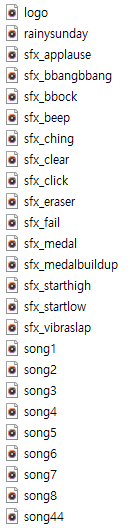 logo
rainysunday
sfx_applause
sfx_bbangbbang
sfx_bbock
sfx_beep
sfx_ching
sfx_clear
sfx_click
sfx_eraser
sfx_fail
sfx_medal
sfx_medalbuildup
sfx_starthigh
sfx_startlow
sfx_vibraslap
song1
song2
song3
song4
song5
song6
song7
song8
song44